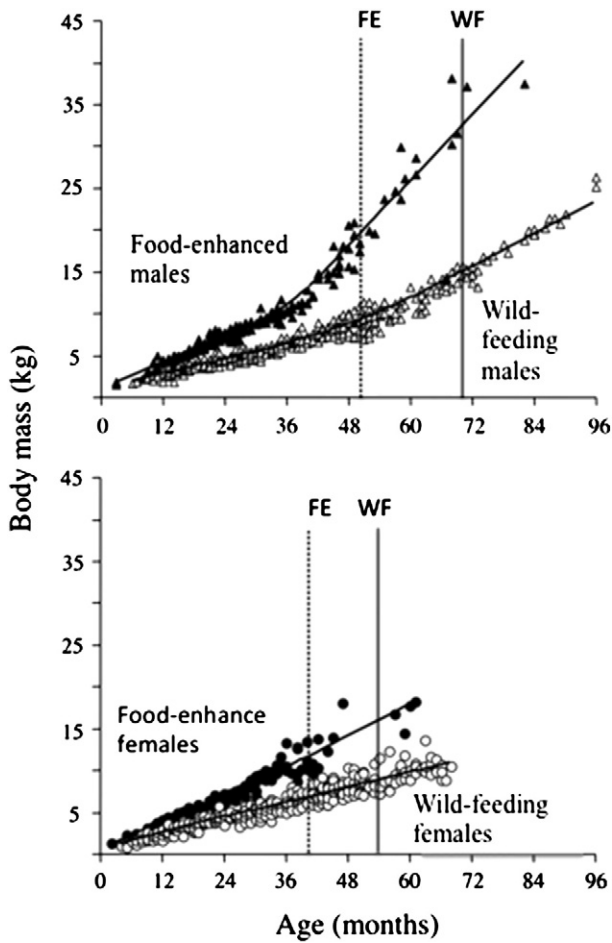 45
FE
WF
35
25
Food-enhanced
males
15
Wild-
feeding
males
5
0 12 24 36 48 60 72 84 96
Body mass (kg)
45
FE WF
35
25
Food-enhance
females
15
5
Wild-feeding
females
0 12 24 36 48 60 72 84 96
Age (months)